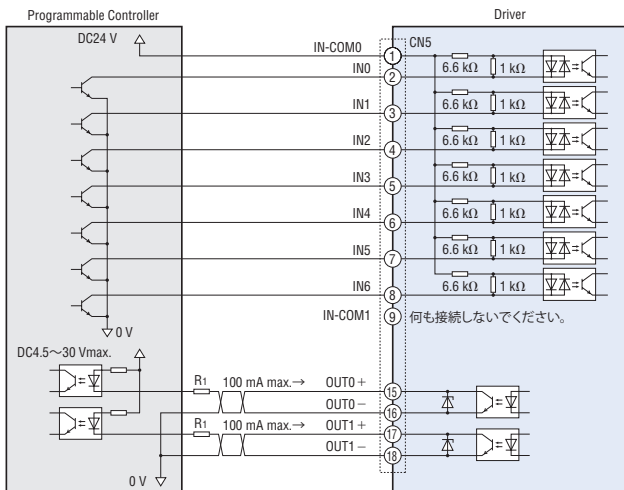 Programmable Controller
Driver
DC24 V
IN-COM0
CN5
1
6.6 kΩ
1 kΩ
IN0
2
6.6 kΩ
1 kΩ
IN1
3
6.6 kΩ
1 kΩ
IN2
4
6.6 kΩ
1 kΩ
IN3
5
6.6 kΩ
1 kΩ
IN4
6
6.6 kΩ
1 kΩ
IN5
7
6.6 kΩ
1 kΩ
IN6
8
0 V
IN-COM1
9
何も接続しないでください。
DC4.5～30 Vmax.
R1
100 mA max.→
OUT0+
15
OUT0−
16
R1
100 mA max.→
OUT1+
17
OUT1−
18
0 V